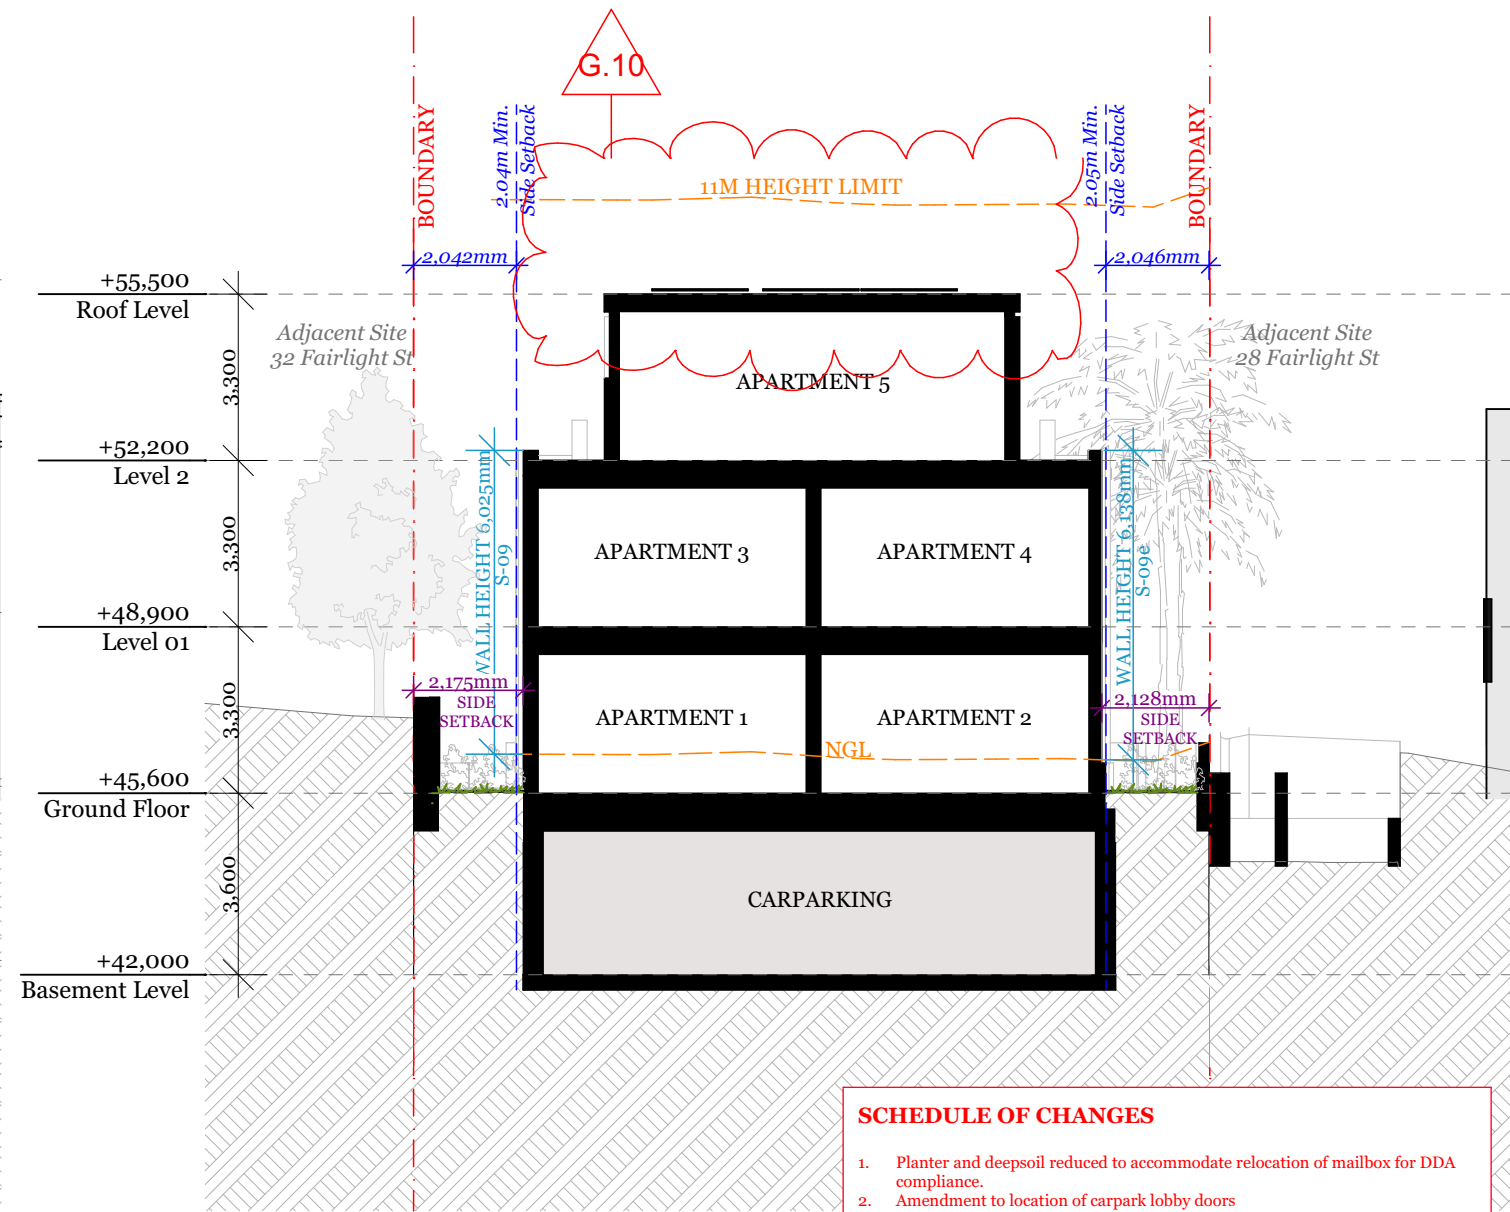 G.10
BOUNDARY
2.04m Min.
Side Setback
2.05m Min.
Side Setback
BOUNDARY
11M HEIGHT LIMIT
2,042mm
2,046mm
+55,500
Roof Level
Adjacent Site
32 Fairlight St
Adjacent Site
28 Fairlight St
3,300
APARTMENT 5
+52,200
Level 2
WALL HEIGHT 6,025mm
S-09
WALL HEIGHT 6,138mm
S-09e
3,300
APARTMENT 3
APARTMENT 4
+48,900
Level 01
2,175mm
SIDE
SETBACK
2,128mm
SIDE
SETBACK
3,300
APARTMENT 1
APARTMENT 2
NGL
+45,600
Ground Floor
3,600
CARPARKING
+42,000
Basement Level
SCHEDULE OF CHANGES
1. Planter and deepsoil reduced to accommodate relocation of mailbox for DDA
compliance.
2. Amendment to location of carpark lobby doors